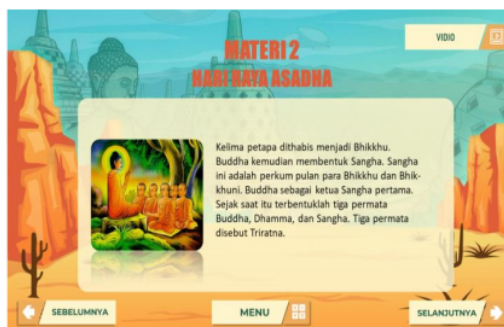 VIDIO
MATERI 2
HARI RAYA ASADHA
Kelima petapa dithabis menjadi Bhikkhu.
Buddha kemudian membentuk Sangha. Sangha
ini adalah perkum pulan para Bhikkhu dan Bhik-
khuni. Buddha sebagai ketua Sangha pertama.
Sejak saat itu terbentuklah tiga permata
Buddha, Dhamma, dan Sangha. Tiga permata
disebut Triratna.
SEBELUMNYA
MENU
SELANJUTNYA